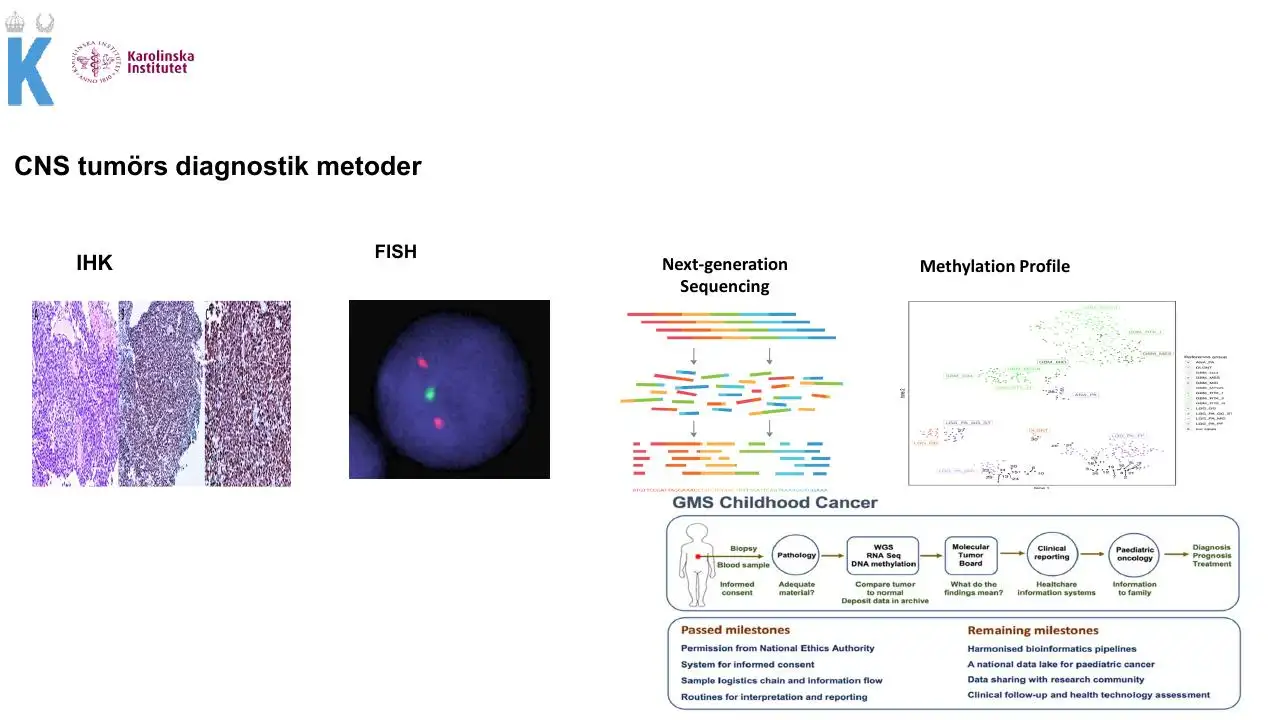 Karolinska
Institutet
CNS tumörs diagnostik metoder
IHK
FISH
Next-generation
Sequencing
Methylation Profile
GMS Childhood Cancer
Biopsy
Blood sample
Informed
consent
Pathology
Adequate
material?
WGS
RNA Seq
DNA methylation
Compare tumor
to normal
Deposit data in archive
Molecular
Tumor
Board
What do the
findings mean?
Clinical
reporting
Healthcare
information systems
Paediatric
oncology
Information
to family
Diagnosis
Prognosis
Treatment
Passed milestones
Permission from National Ethics Authority
System for informed consent
Sample logistics chain and information flow
Routines for interpretation and reporting
Remaining milestones
Harmonised bioinformatics pipelines
A national data lake for paediatric cancer
Data sharing with research community
Clinical follow-up and health technology assessment